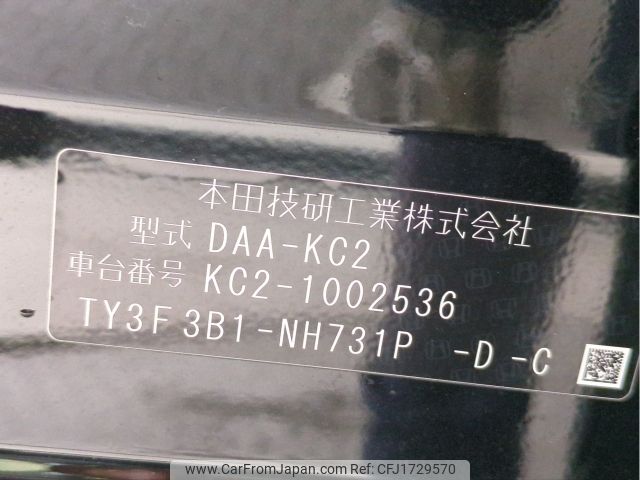 本田技研工業株式会社
型式 DAA-KC2
車台番号 KC2-1002536
TY3F 3B1-NH731P -D -C
www.CarFromJapan.com CFJ1729570